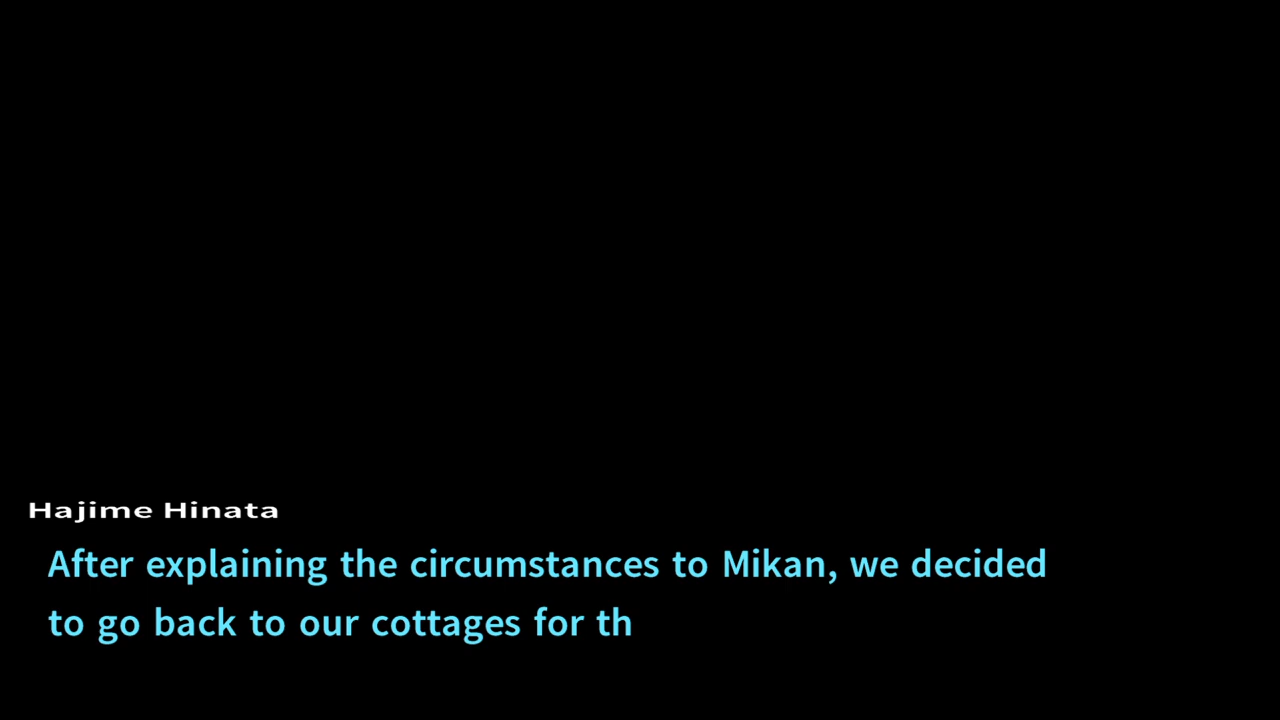 Hajime Hinata
After explaining the circumstances to Mikan, we decided
to go back to our cottages for th